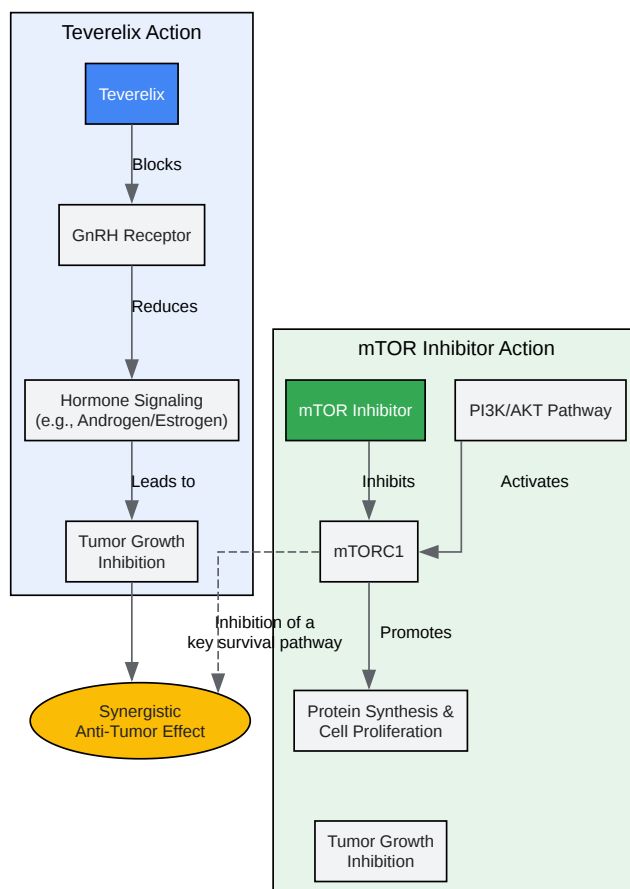 Teverelix Action
Teverelix
Blocks
GnRH Receptor
Reduces
Hormone Signaling
(e.g., Androgen/Estrogen)
Leads to
Tumor Growth
Inhibition
Synergistic
Anti-Tumor Effect
mTOR Inhibitor Action
mTOR Inhibitor
PI3K/AKT Pathway
Inhibits
Activates
mTORC1
Inhibition of a
key survival pathway
Promotes
Protein Synthesis &
Cell Proliferation
Tumor Growth
Inhibition